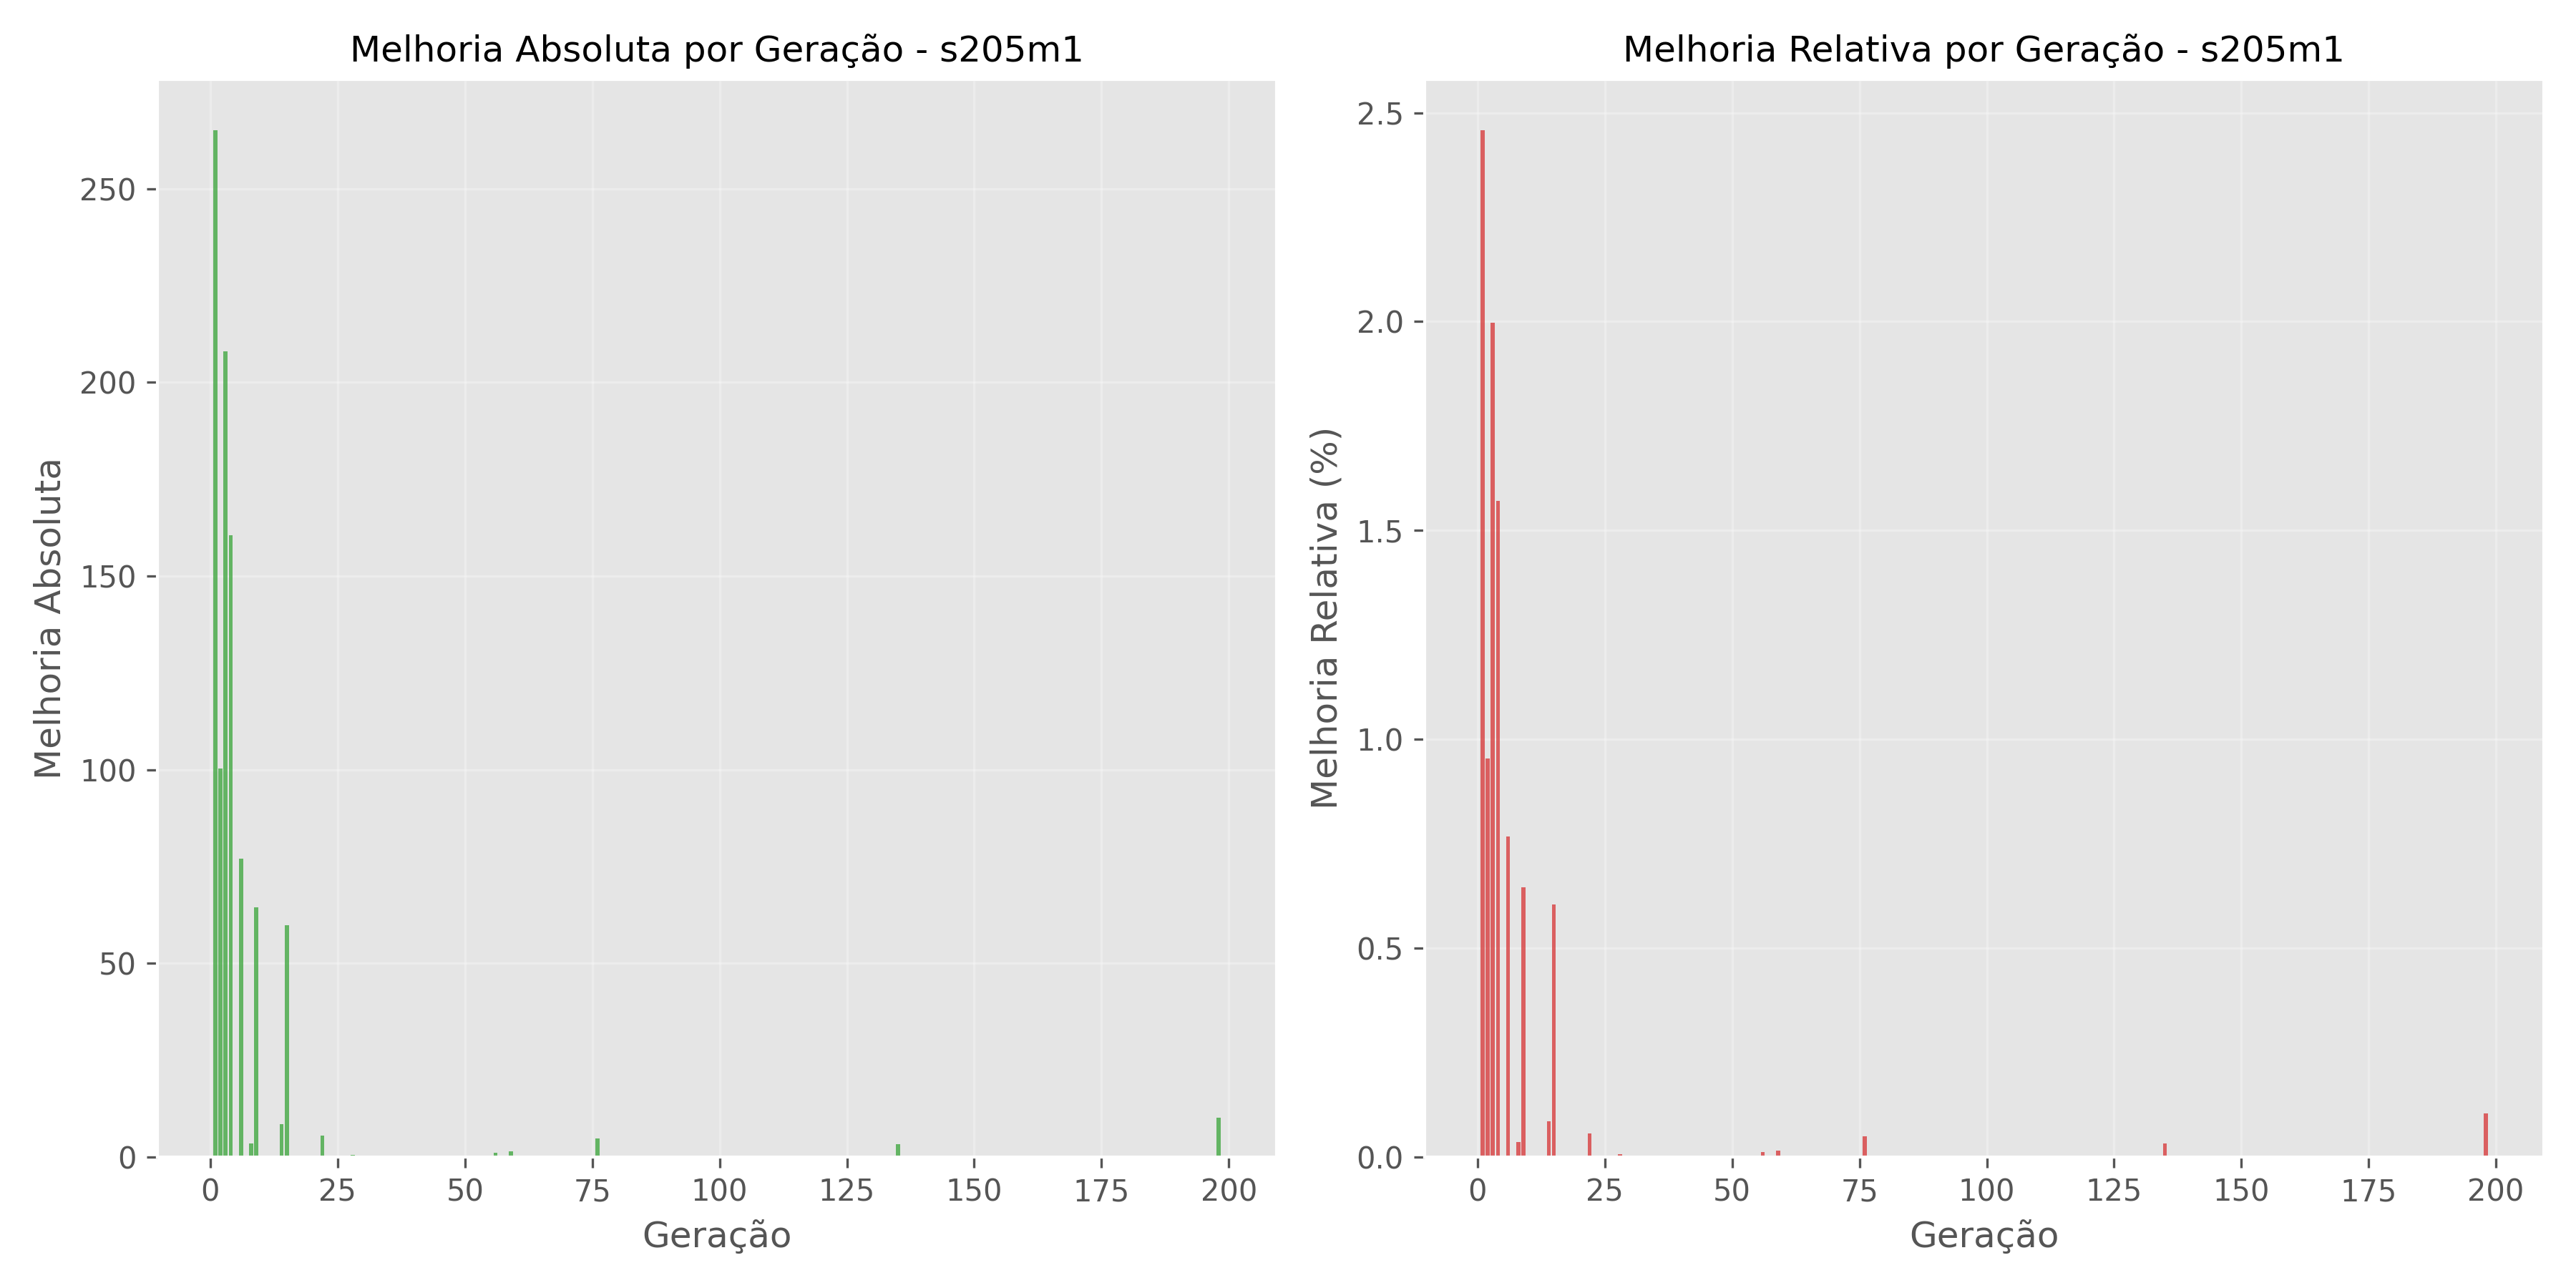 Melhoria Absoluta por Geração - s205m1
250
200
150
100
50
0
Melhoria Absoluta
0 25 50 75 100 125 150 175 200
Geração
Melhoria Relativa por Geração - s205m1
2.5
2.0
1.5
1.0
0.5
0.0
Melhoria Relativa (%)
0 25 50 75 100 125 150 175 200
Geração